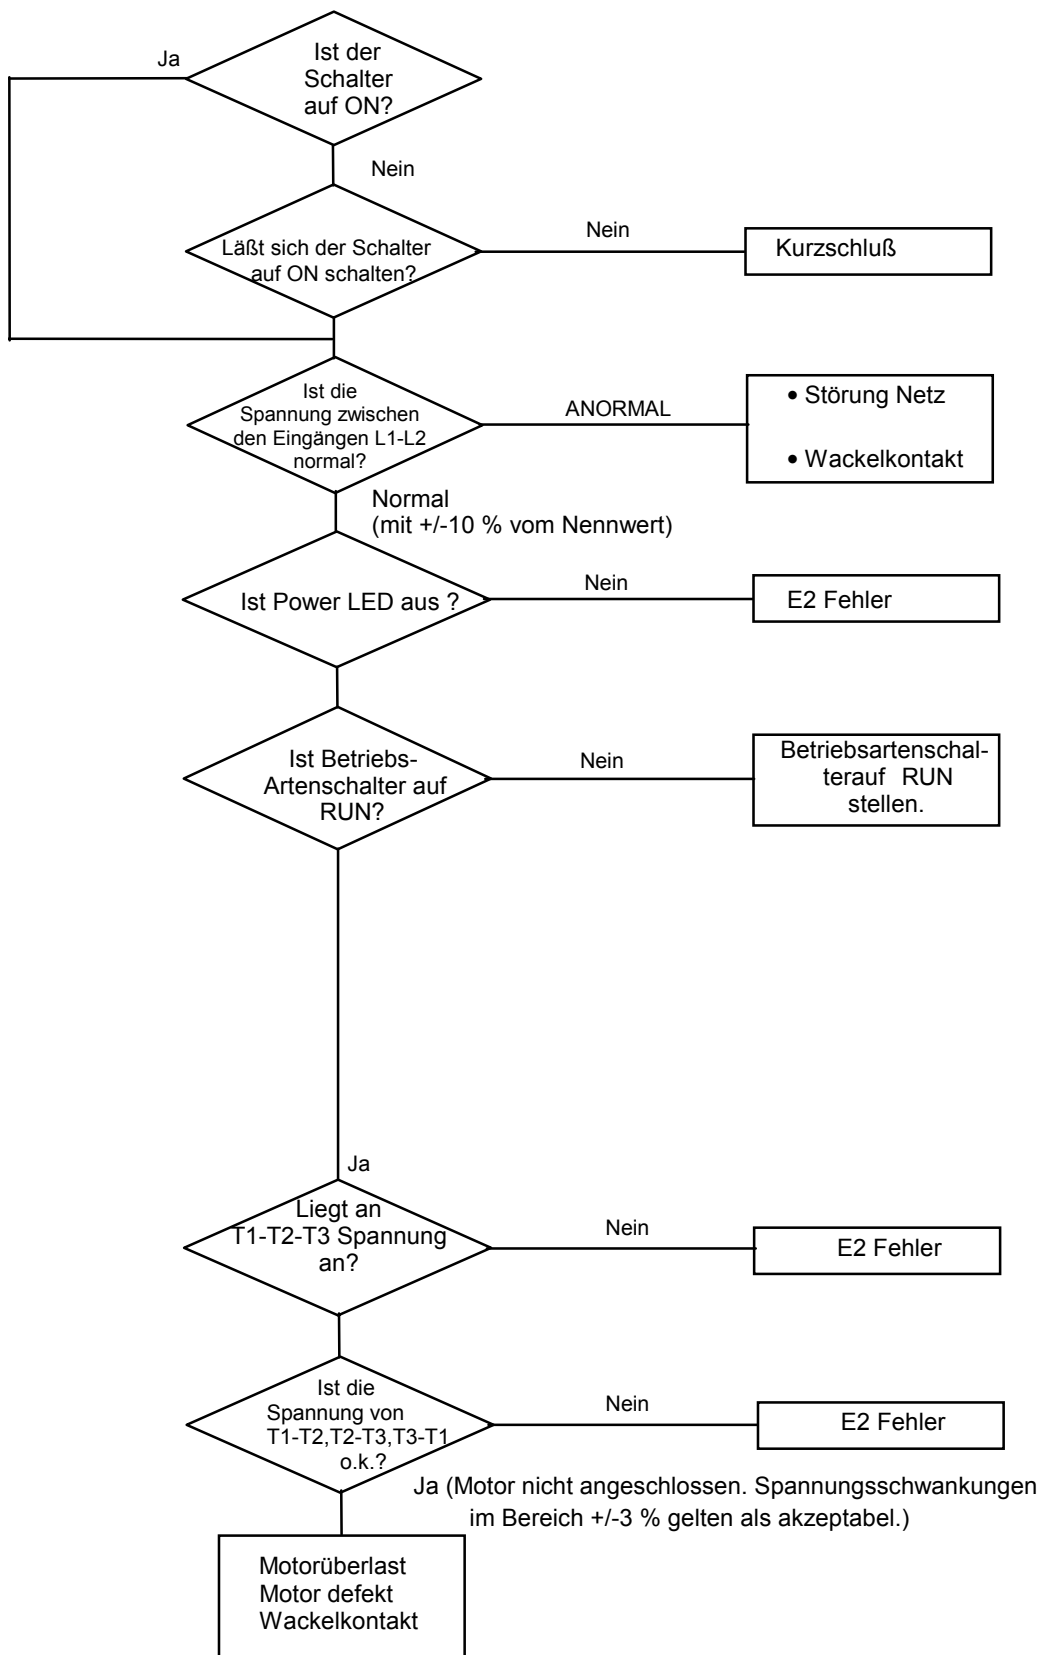 Ja
Ist der
Schalter
auf ON?
Nein
Läßt sich der Schalter
auf ON schalten?
Nein
Kurzschluß
Ist die
Spannung zwischen
den Eingängen L1-L2
normal?
ANORMAL
• Störung Netz
• Wackelkontakt
Normal
(mit +/-10 % vom Nennwert)
Ist Power LED aus ?
Nein
E2 Fehler
Ist Betriebs-
Artenschalter auf
RUN?
Nein
Betriebsartenschal-
terauf RUN
stellen.
Ja
Liegt an
T1-T2-T3 Spannung
an?
Nein
E2 Fehler
Ist die
Spannung von
T1-T2,T2-T3,T3-T1
o.k.?
Nein
E2 Fehler
Ja (Motor nicht angeschlossen. Spannungsschwankungen
im Bereich +/-3 % gelten als akzeptabel.)
Motorüberlast
Motor defekt
Wackelkontakt